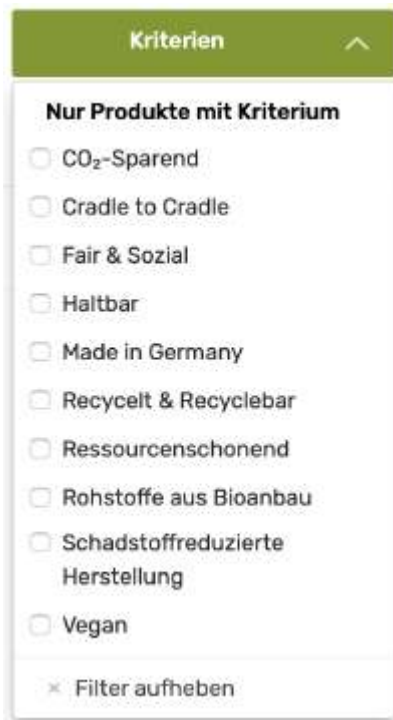 Kriterien
Nur Produkte mit Kriterium
CO₂-Sparend
Cradle to Cradle
Fair & Sozial
Haltbar
Made in Germany
Recycelt & Recyclebar
Ressourcenschonend
Rohstoffe aus Bioanbau
Schadstoffreduzierte
Herstellung
Vegan
× Filter aufheben